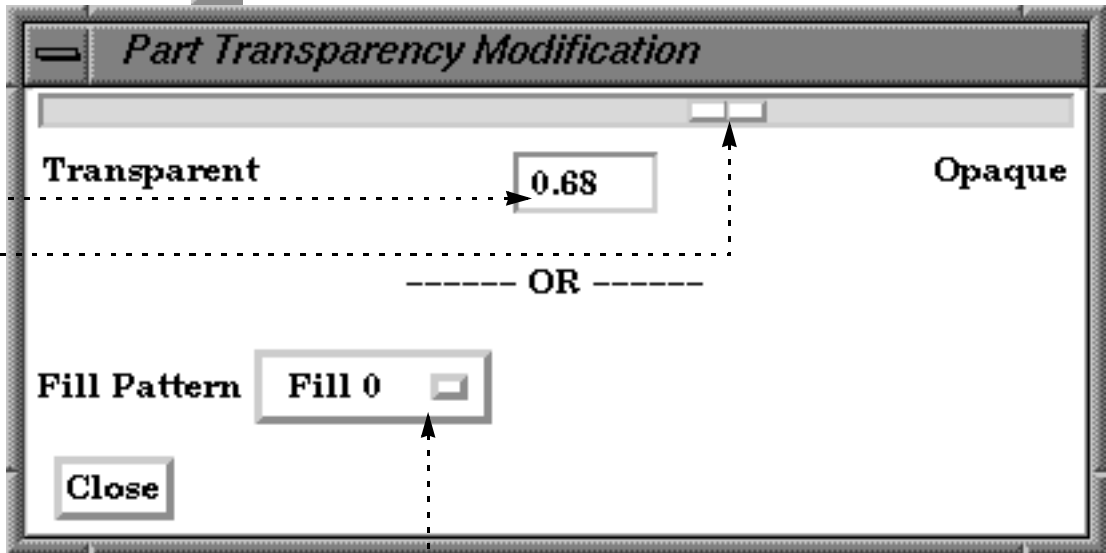 Part Transparency Modification
Transparent 0.68 Opaque
------ OR ------
Fill Pattern Fill 0
Close